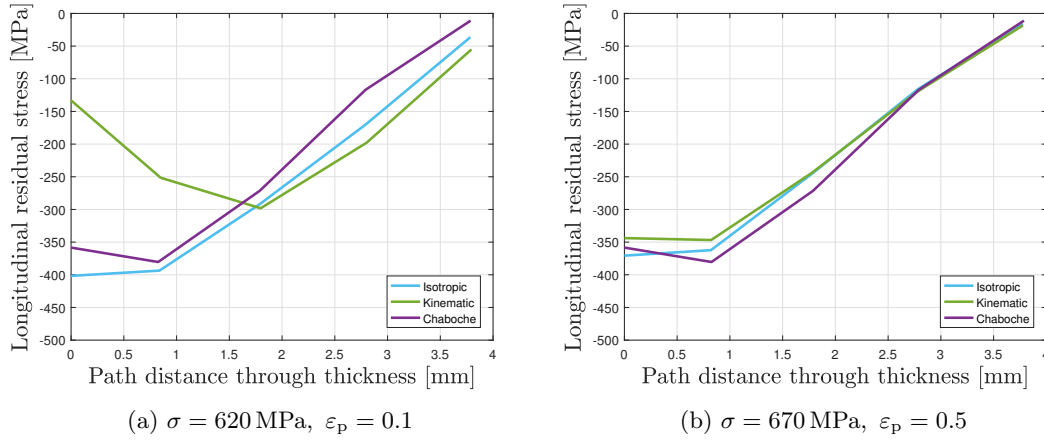 Longitudinal residual stress [MPa]
0
-50
-100
-150
-200
-250
-300
-350
-400
-450
-500
0 0.5 1 1.5 2 2.5 3 3.5 4
Path distance through thickness [mm]
Isotropic
Kinematic
Chaboche
(a) σ = 620 MPa, εp = 0.1
Longitudinal residual stress [MPa]
0
-50
-100
-150
-200
-250
-300
-350
-400
-450
-500
0 0.5 1 1.5 2 2.5 3 3.5 4
Path distance through thickness [mm]
Isotropic
Kinematic
Chaboche
(b) σ = 670 MPa, εp = 0.5